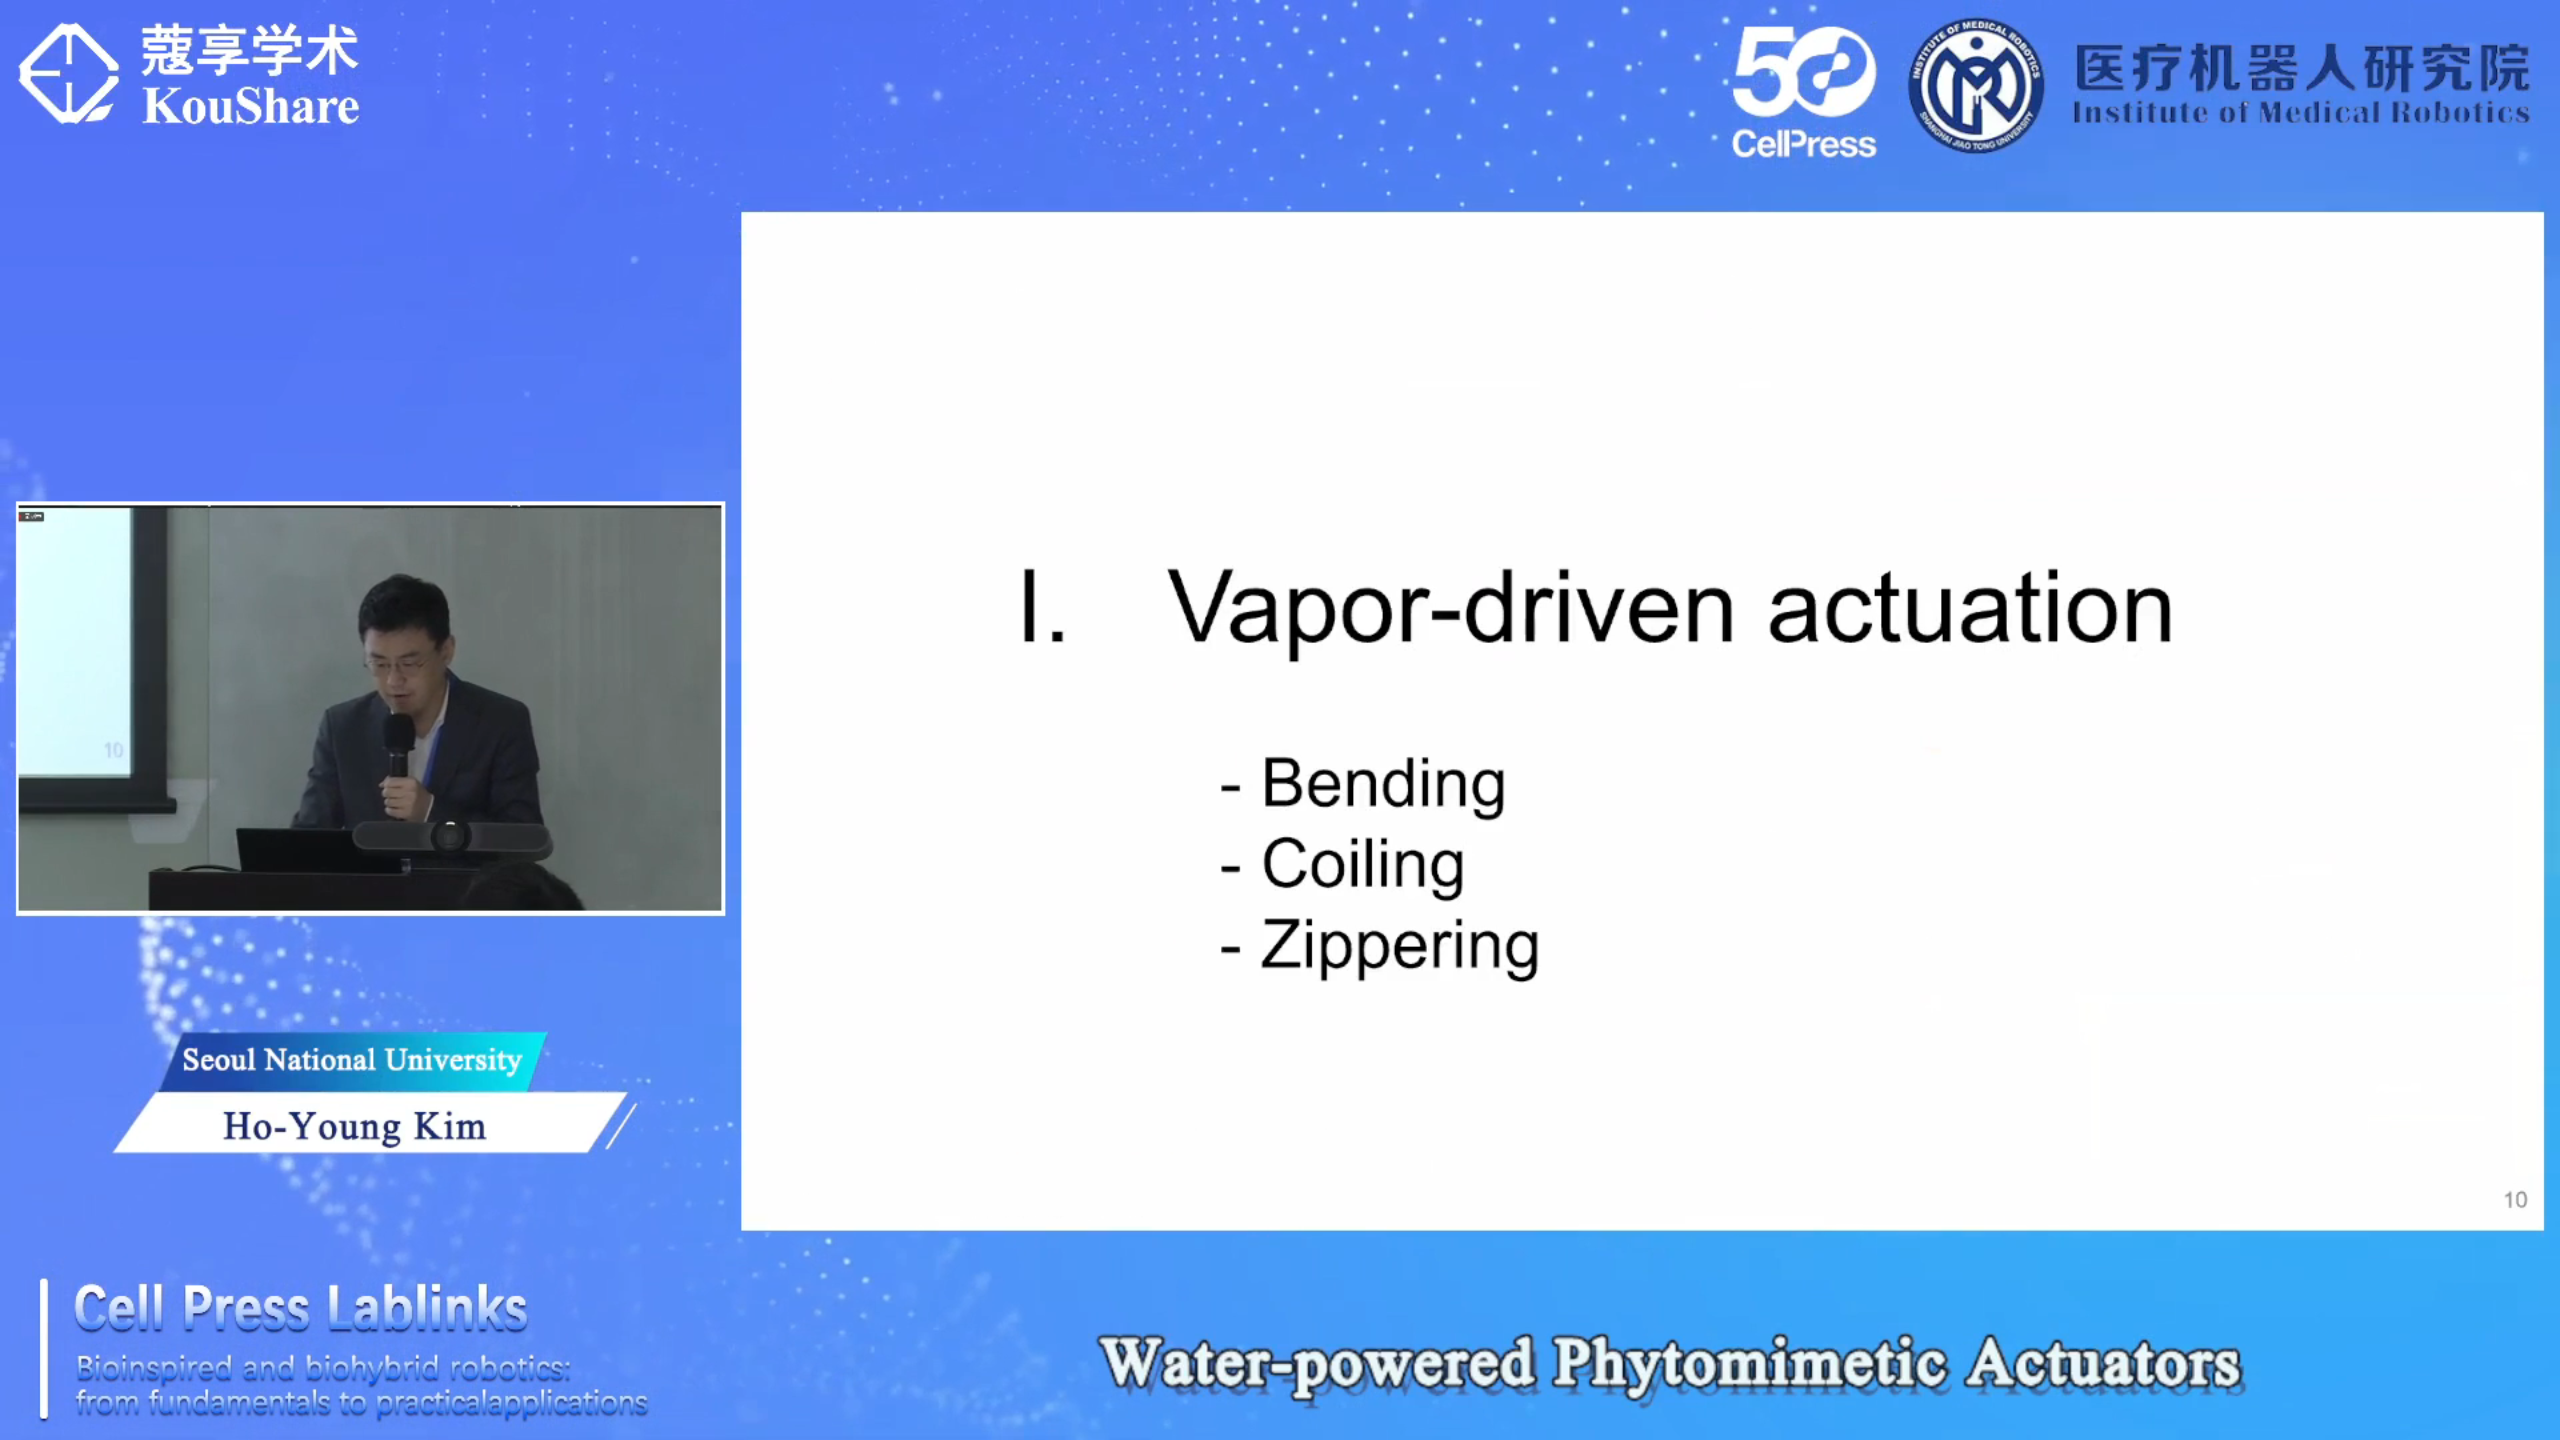 蔻享学术
KouShare
50
CellPress
INSTITUTE OF MEDICAL ROBOTICS
SHANGHAI JIAO TONG UNIVERSITY
医疗机器人研究院
Institute of Medical Robotics
I. Vapor-driven actuation
- Bending
- Coiling
- Zippering
10
10
Seoul National University
Ho-Young Kim
Cell Press Lablinks
Bioinspired and biohybrid robotics:
from fundamentals to practicalapplications
Water-powered Phytomimetic Actuators